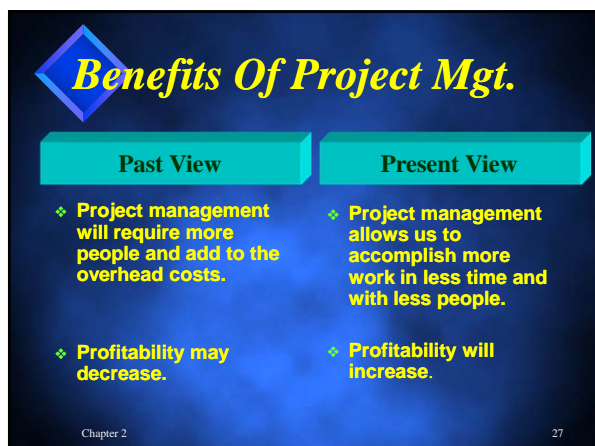 Benefits Of Project Mgt.
Past View
Project management
will require more
people and add to the
overhead costs.
Profitability may
decrease.
Present View
Project management
allows us to
accomplish more
work in less time and
with less people.
Profitability will
increase.
Chapter 2
27